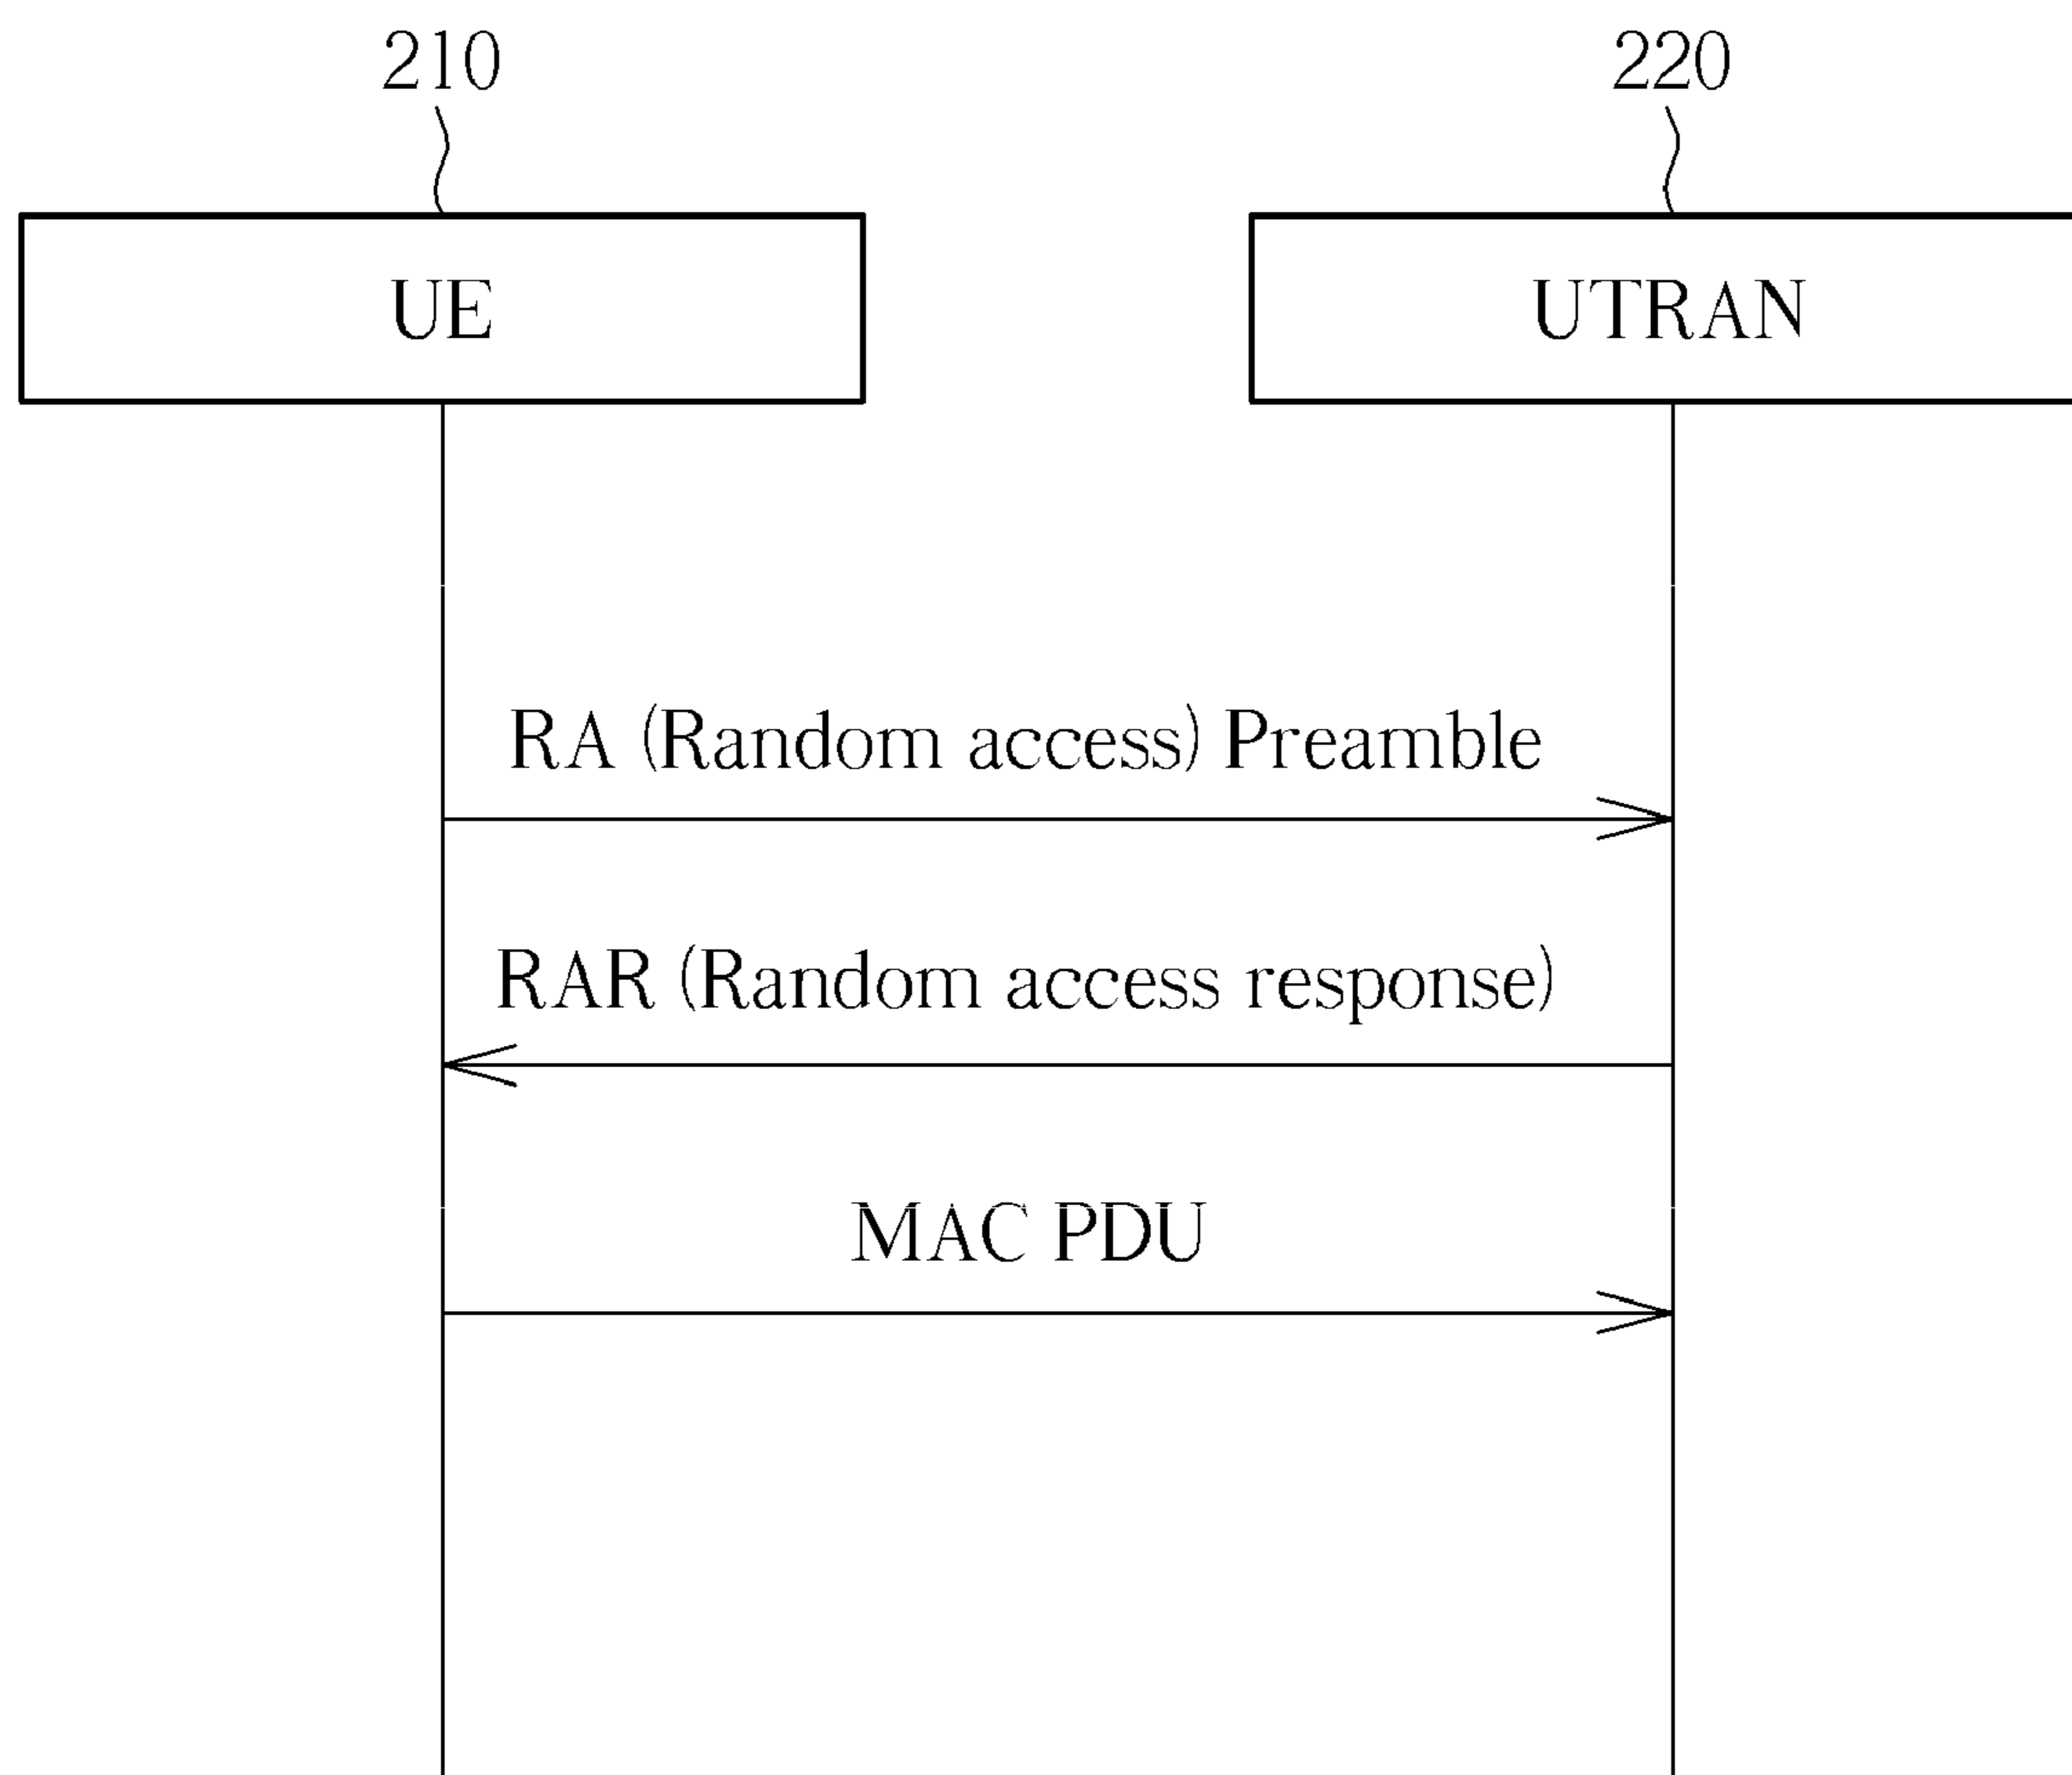 210
220
UE
UTRAN
RA (Random access) Preamble
RAR (Random access response)
MAC PDU